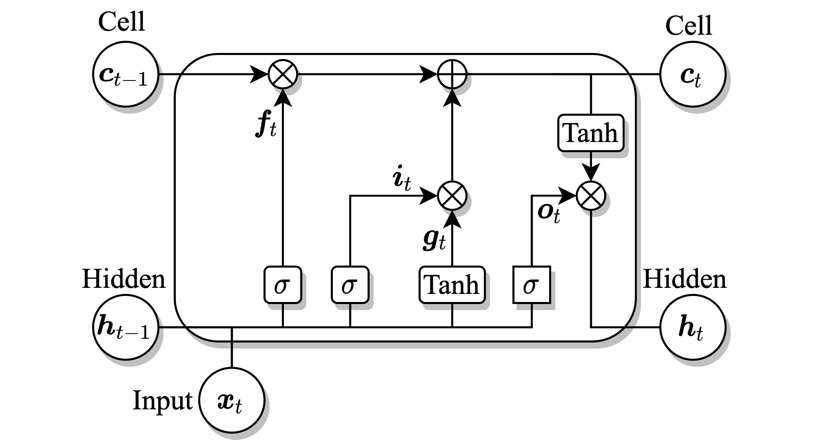 Cell
Cell
c_{t−1}
c_t
f_t
Tanh
i_t
o_t
g_t
Hidden
Hidden
σ
σ
Tanh
σ
h_{t−1}
h_t
Input
x_t